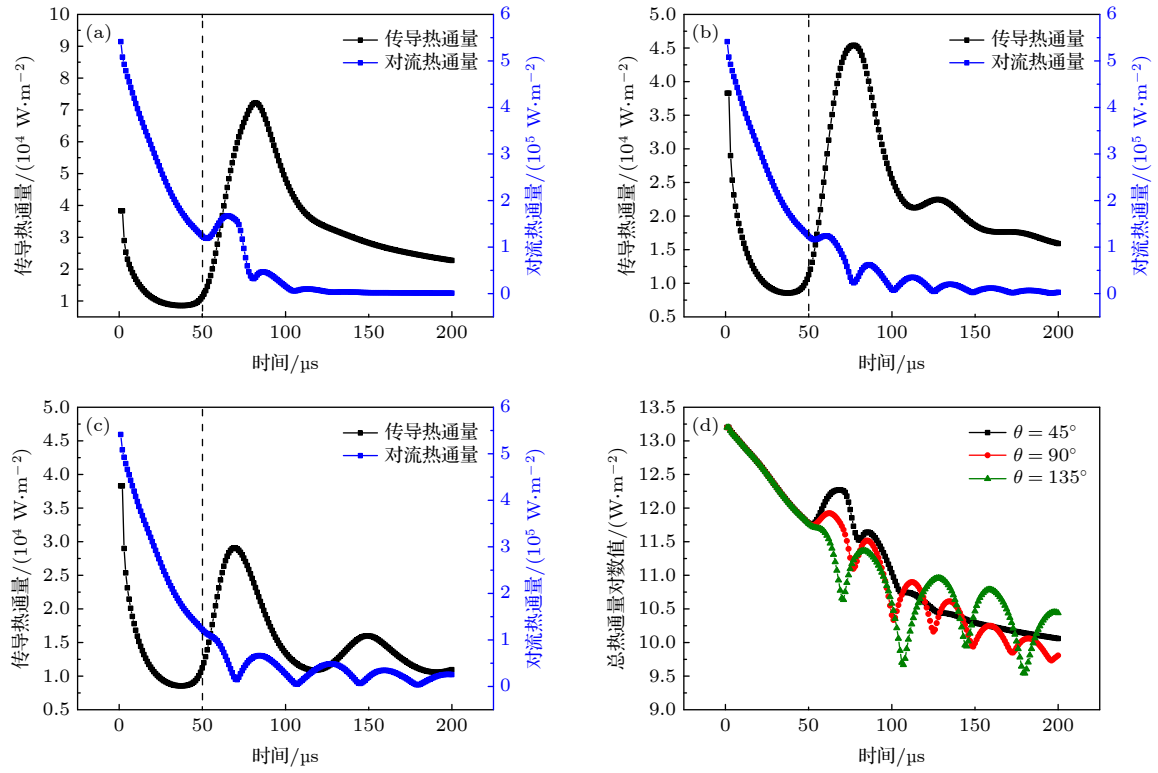 (a)
传导热通量
对流热通量
10
9
8
7
6
5
4
3
2
1
传导热通量/(10⁴ W·m⁻²)
6
5
4
3
2
1
0
对流热通量/(10⁵ W·m⁻²)
0 50 100 150 200
时间/μs
(b)
传导热通量
对流热通量
5.0
4.5
4.0
3.5
3.0
2.5
2.0
1.5
1.0
0.5
传导热通量/(10⁴ W·m⁻²)
6
5
4
3
2
1
0
对流热通量/(10⁵ W·m⁻²)
0 50 100 150 200
时间/μs
(c)
传导热通量
对流热通量
5.0
4.5
4.0
3.5
3.0
2.5
2.0
1.5
1.0
0.5
传导热通量/(10⁴ W·m⁻²)
6
5
4
3
2
1
0
对流热通量/(10⁵ W·m⁻²)
0 50 100 150 200
时间/μs
(d)
θ = 45°
θ = 90°
θ = 135°
13.5
13.0
12.5
12.0
11.5
11.0
10.5
10.0
9.5
9.0
总热通量对数值/(W·m⁻²)
0 50 100 150 200
时间/μs